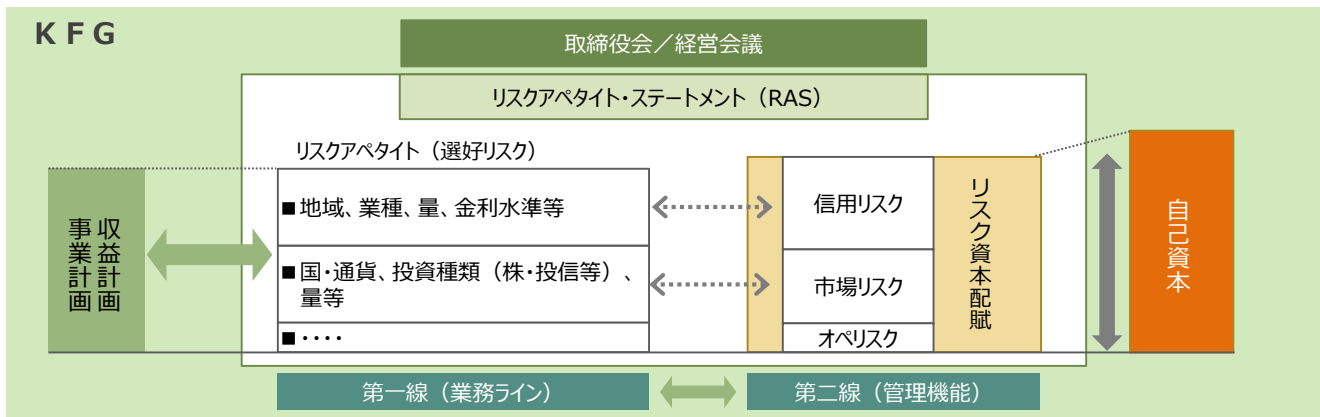 KFG
取締役会／経営会議
リスクアペタイト・ステートメント（RAS）
リスクアペタイト（選好リスク）
収益計画
事業計画
■地域、業種、量、金利水準等
■国・通貨、投資種類（株・投信等）、
量等
■・・・・
信用リスク
市場リスク
オペリスク
リスク資本配賦
自己資本
第一線（業務ライン）
第二線（管理機能）